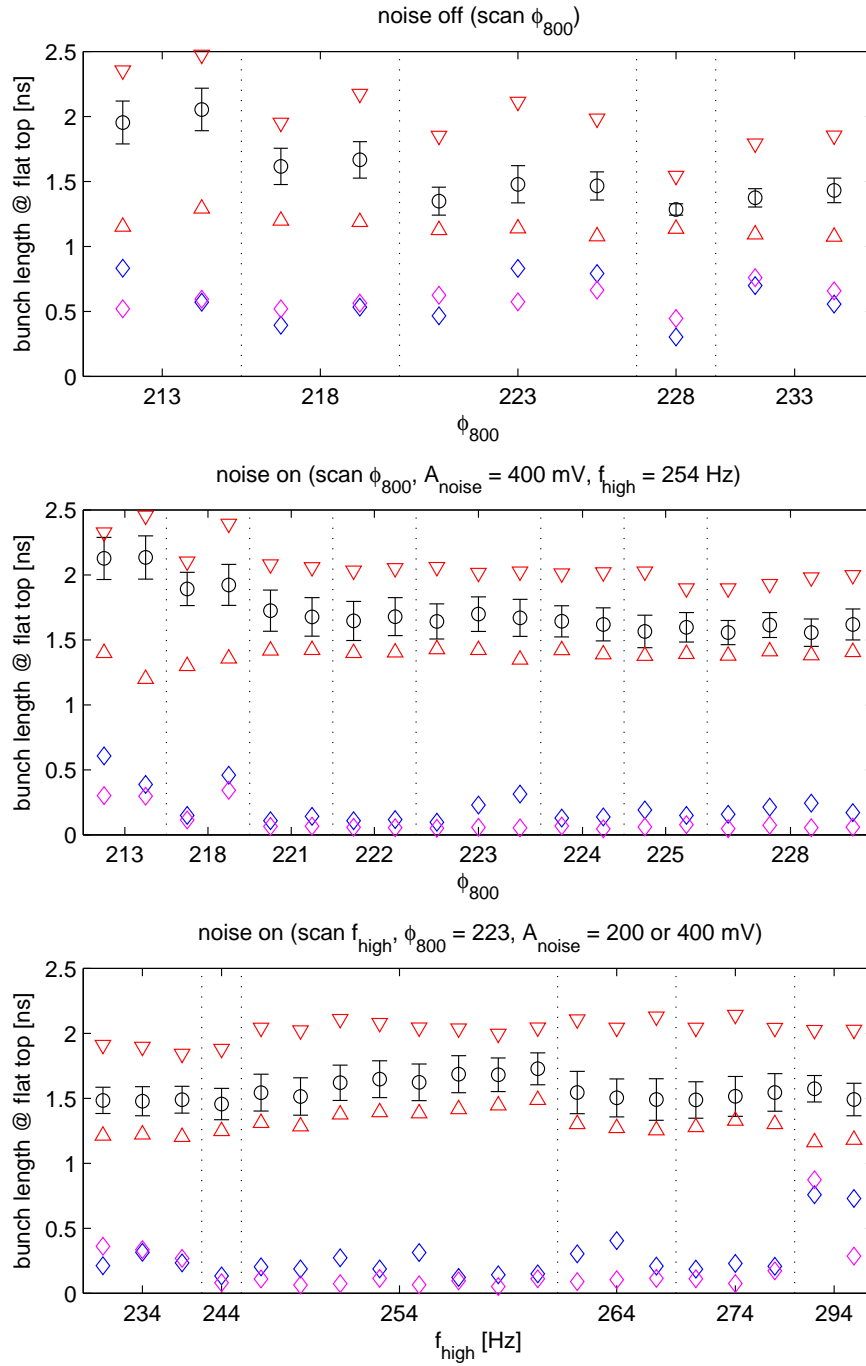 noise off (scan ϕ800)
bunch length @ flat top [ns]
2.5
2
1.5
1
0.5
0
213 218 223 228 233
ϕ800
noise on (scan ϕ800, Anoise = 400 mV, fhigh = 254 Hz)
bunch length @ flat top [ns]
2.5
2
1.5
1
0.5
0
213 218 221 222 223 224 225 228
ϕ800
noise on (scan fhigh, ϕ800 = 223, Anoise = 200 or 400 mV)
bunch length @ flat top [ns]
2.5
2
1.5
1
0.5
0
234 244 254 264 274 294
fhigh [Hz]